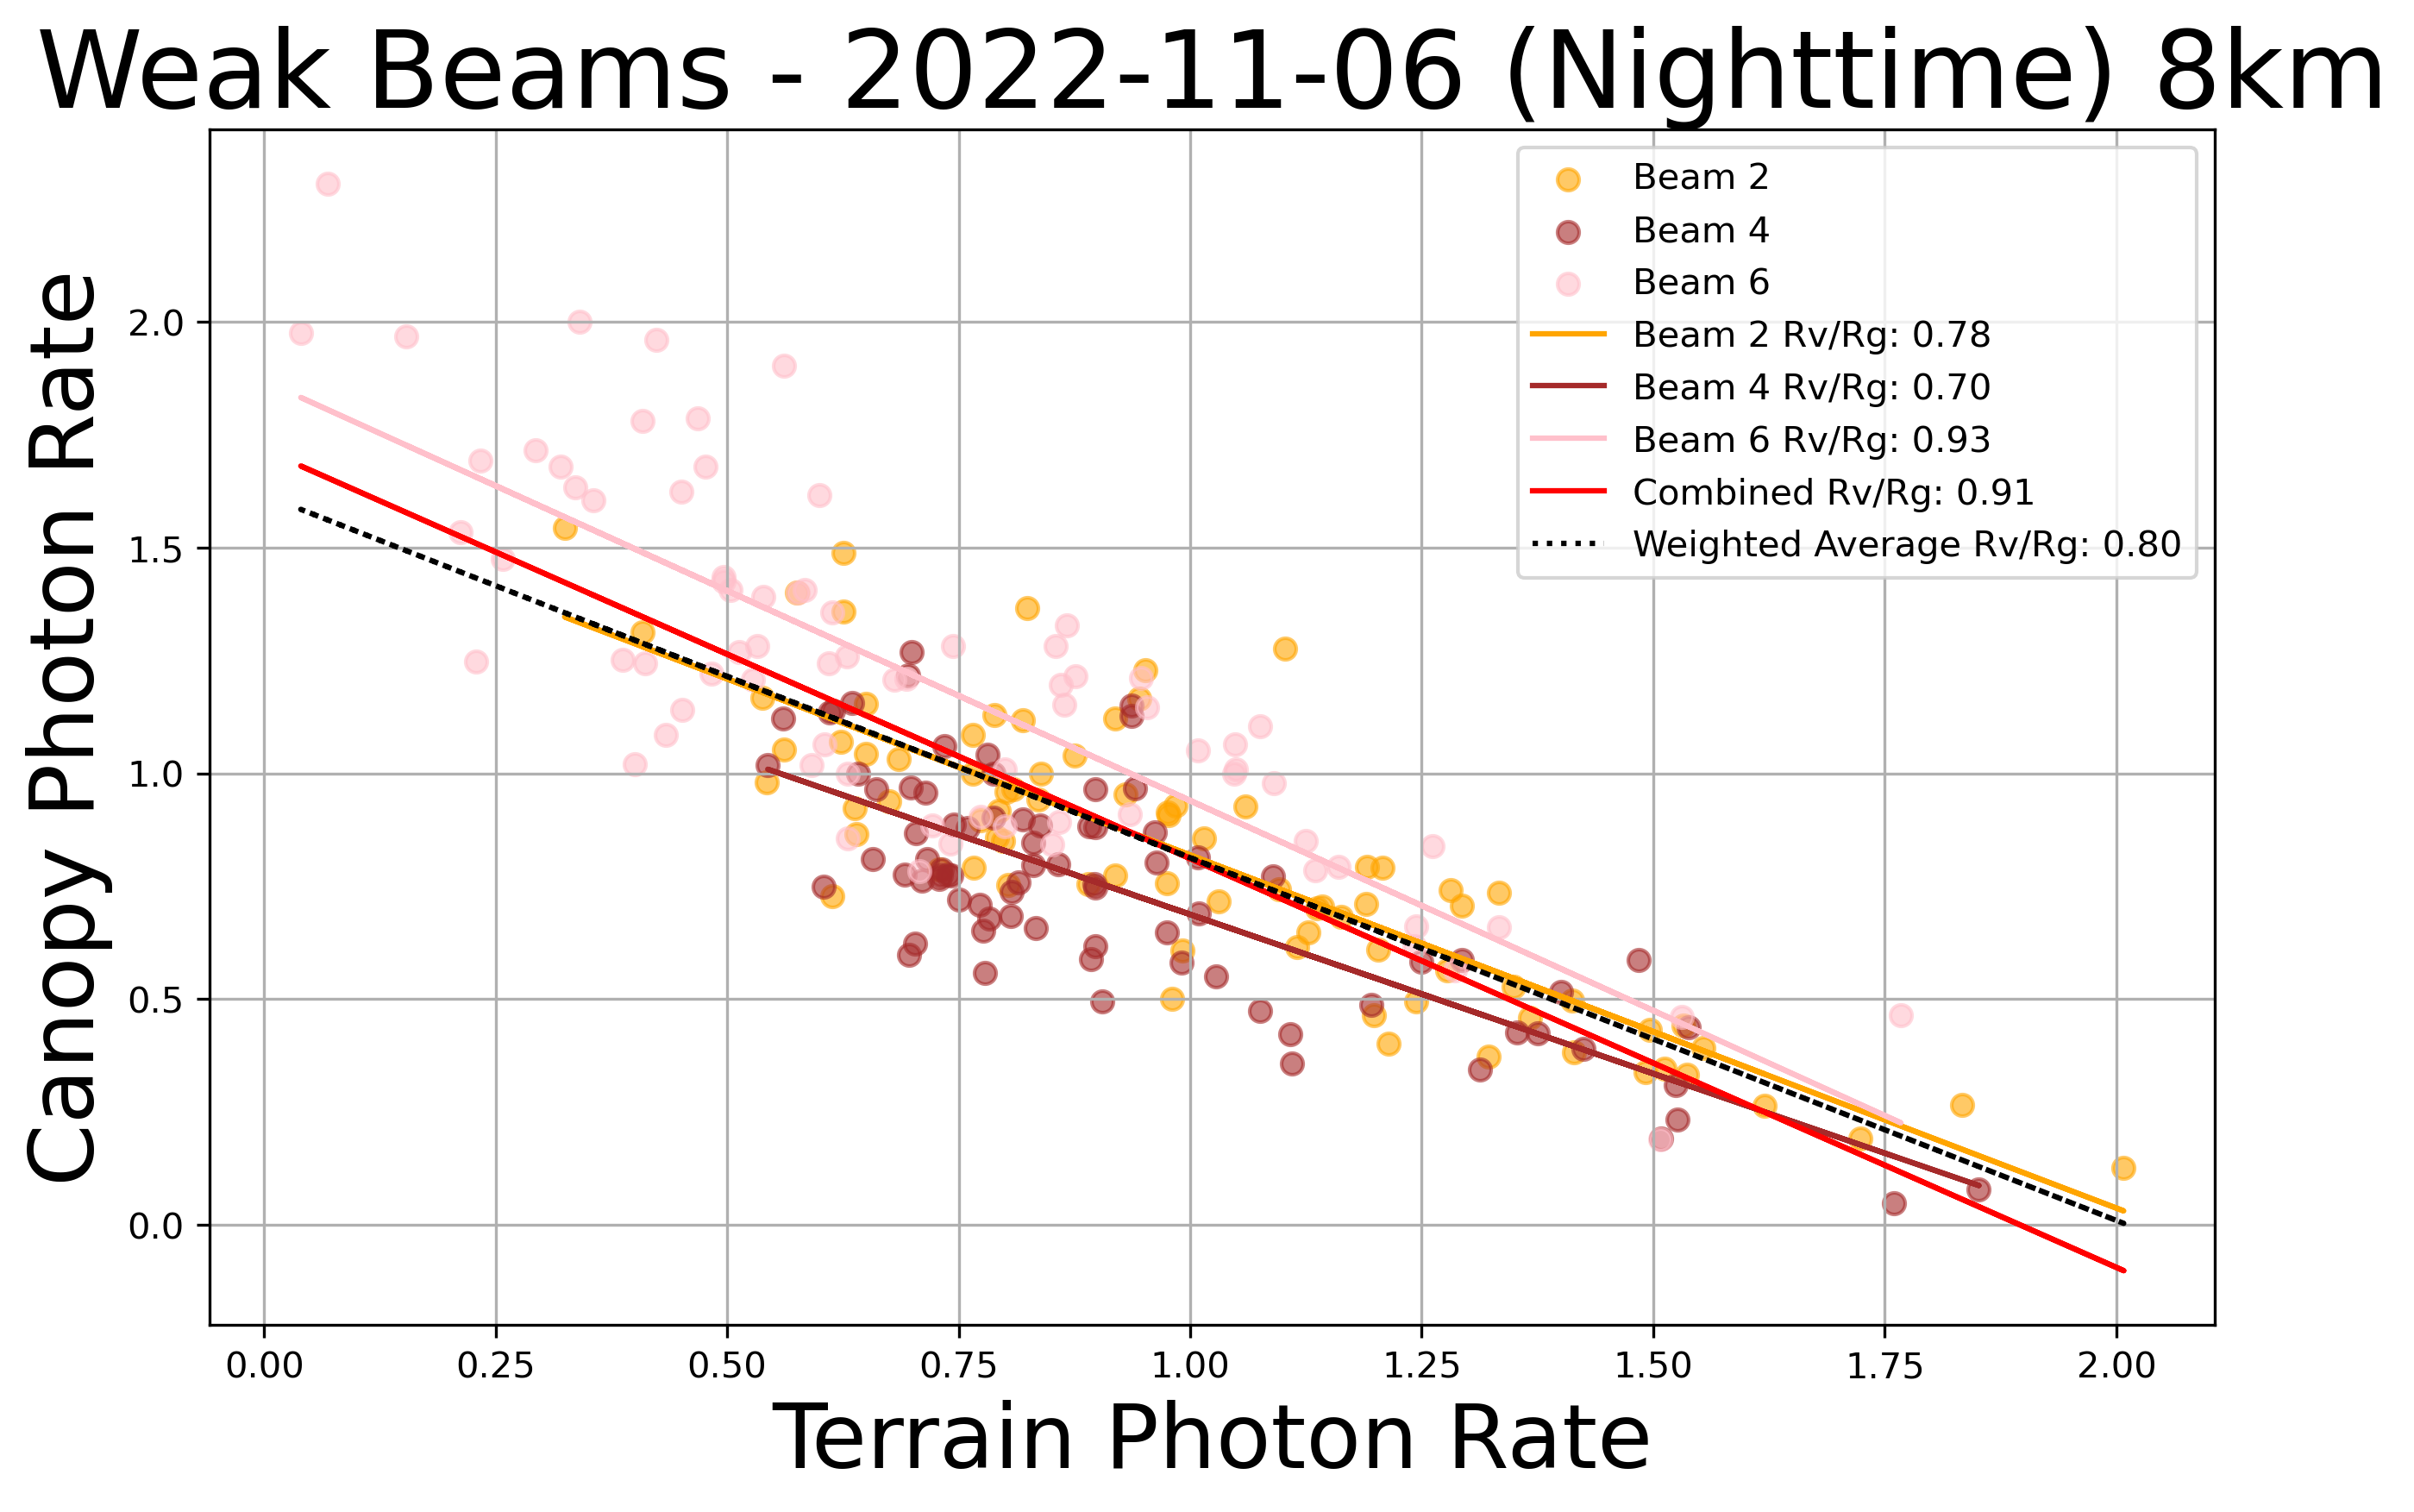 Weak Beams - 2022-11-06 (Nighttime) 8km
Canopy Photon Rate
2.0
1.5
1.0
0.5
0.0
Beam 2
Beam 4
Beam 6
Beam 2 Rv/Rg: 0.78
Beam 4 Rv/Rg: 0.70
Beam 6 Rv/Rg: 0.93
Combined Rv/Rg: 0.91
Weighted Average Rv/Rg: 0.80
0.00 0.25 0.50 0.75 1.00 1.25 1.50 1.75 2.00
Terrain Photon Rate